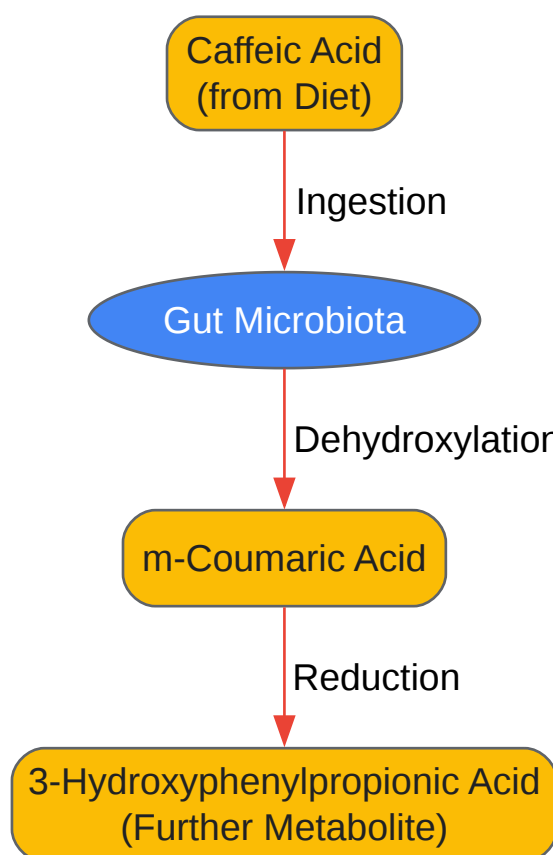 Caffeic Acid
(from Diet)
Ingestion
Gut Microbiota
Dehydroxylation
m-Coumaric Acid
Reduction
3-Hydroxyphenylpropionic Acid
(Further Metabolite)